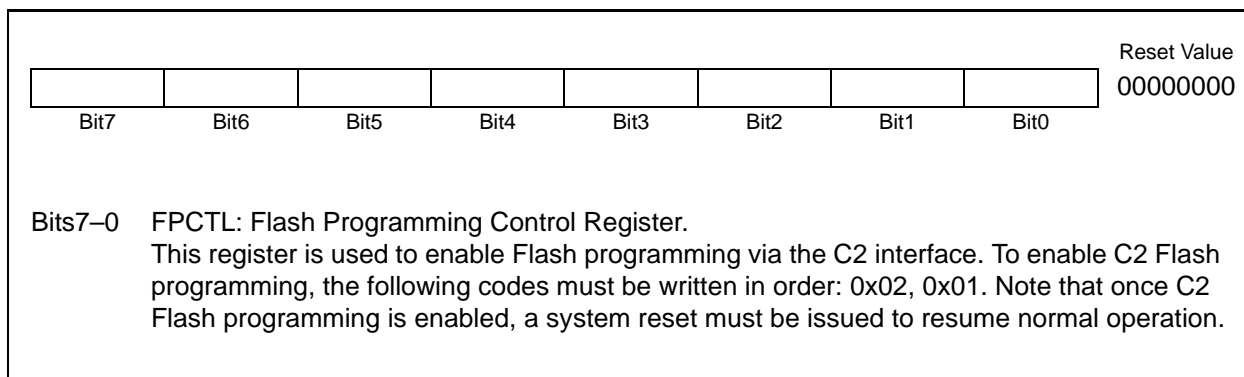 Reset Value
00000000
Bit7 Bit6 Bit5 Bit4 Bit3 Bit2 Bit1 Bit0
Bits7–0 FPCTL: Flash Programming Control Register.
This register is used to enable Flash programming via the C2 interface. To enable C2 Flash
programming, the following codes must be written in order: 0x02, 0x01. Note that once C2
Flash programming is enabled, a system reset must be issued to resume normal operation.